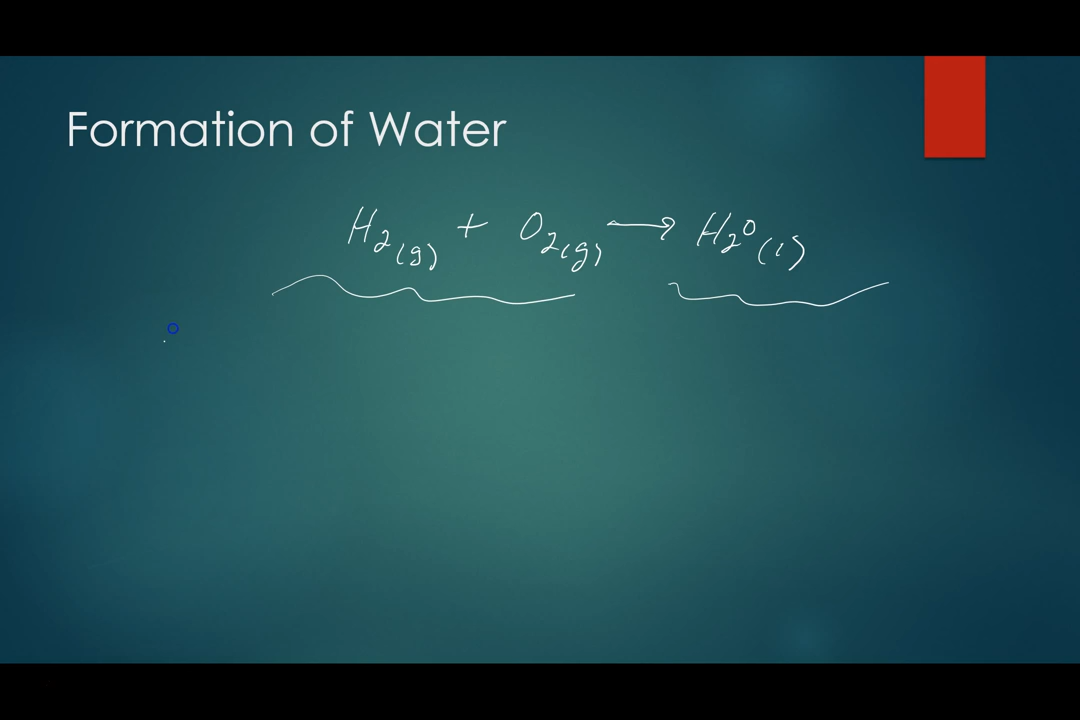 Formation of Water
H₂(g) + O₂(g) → H₂O(l)